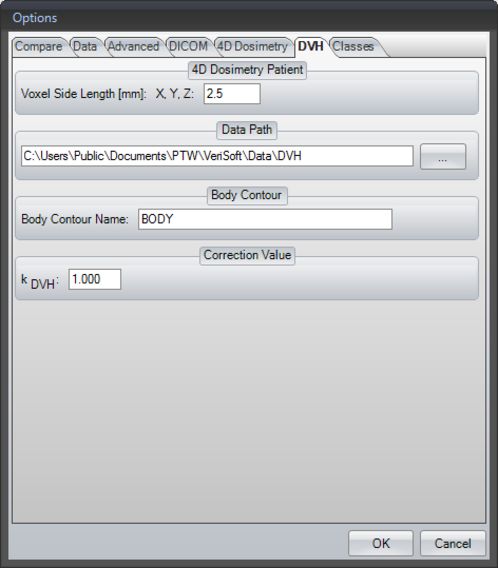 Options
Compare Data Advanced DICOM 4D Dosimetry DVH Classes
4D Dosimetry Patient
Voxel Side Length [mm]: X, Y, Z: 2.5
Data Path
C:\Users\Public\Documents\PTW\VeriSoft\Data\DVH ...
Body Contour
Body Contour Name: BODY
Correction Value
k DVH: 1.000
OK Cancel